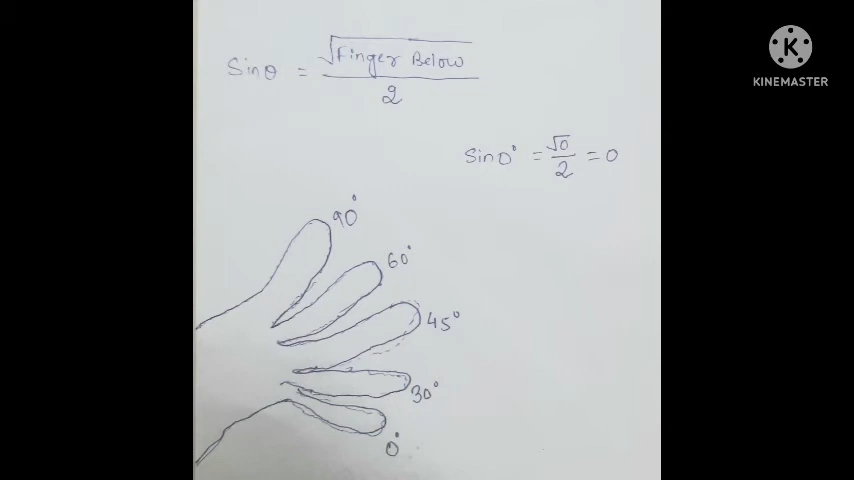 Sinθ = √Finger Below / 2
K
KINEMASTER
Sin0° = √0 / 2 = 0
90°
60°
45°
30°
0°